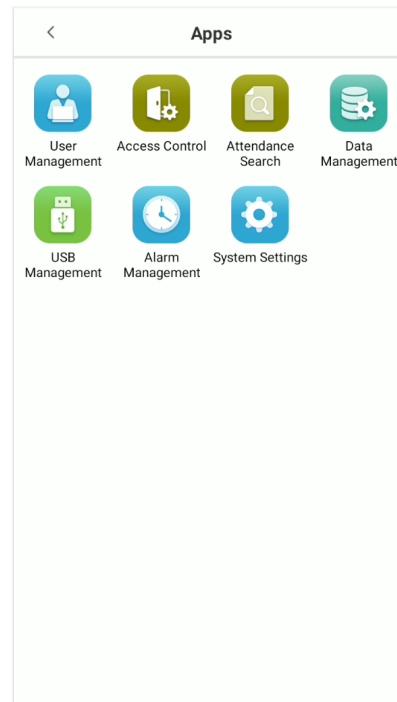 Apps
User
Management
Access Control
Attendance
Search
Data
Management
USB
Management
Alarm
Management
System Settings